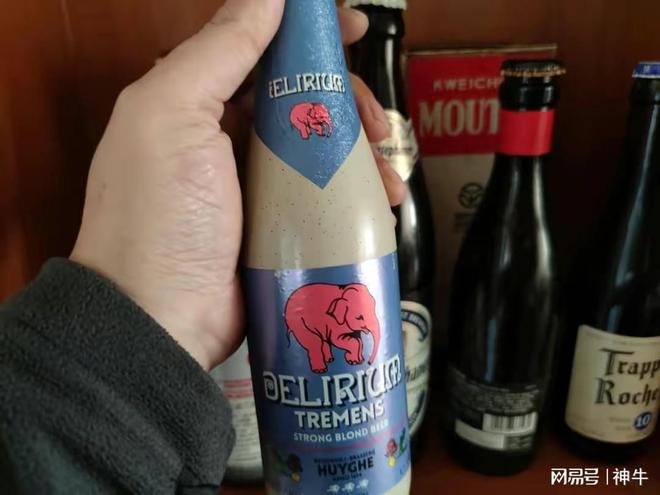 DELIRIUM
DELIRIUM
TREMENS
STRONG BLOND BEER
HUYGHE
KWEICH
MOUT
Trapp
Roche
10
网易号 | 神牛